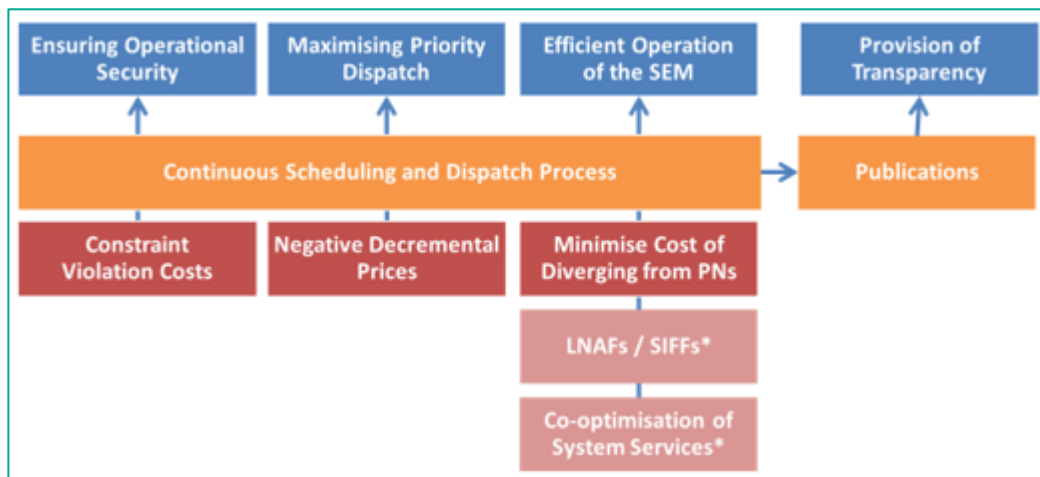 Ensuring Operational
Security
Maximising Priority
Dispatch
Efficient Operation
of the SEM
Provision of
Transparency
Continuous Scheduling and Dispatch Process
Publications
Constraint
Violation Costs
Negative Decremental
Prices
Minimise Cost of
Diverging from PNs
LNAFs / SIFFs*
Co-optimisation of
System Services*